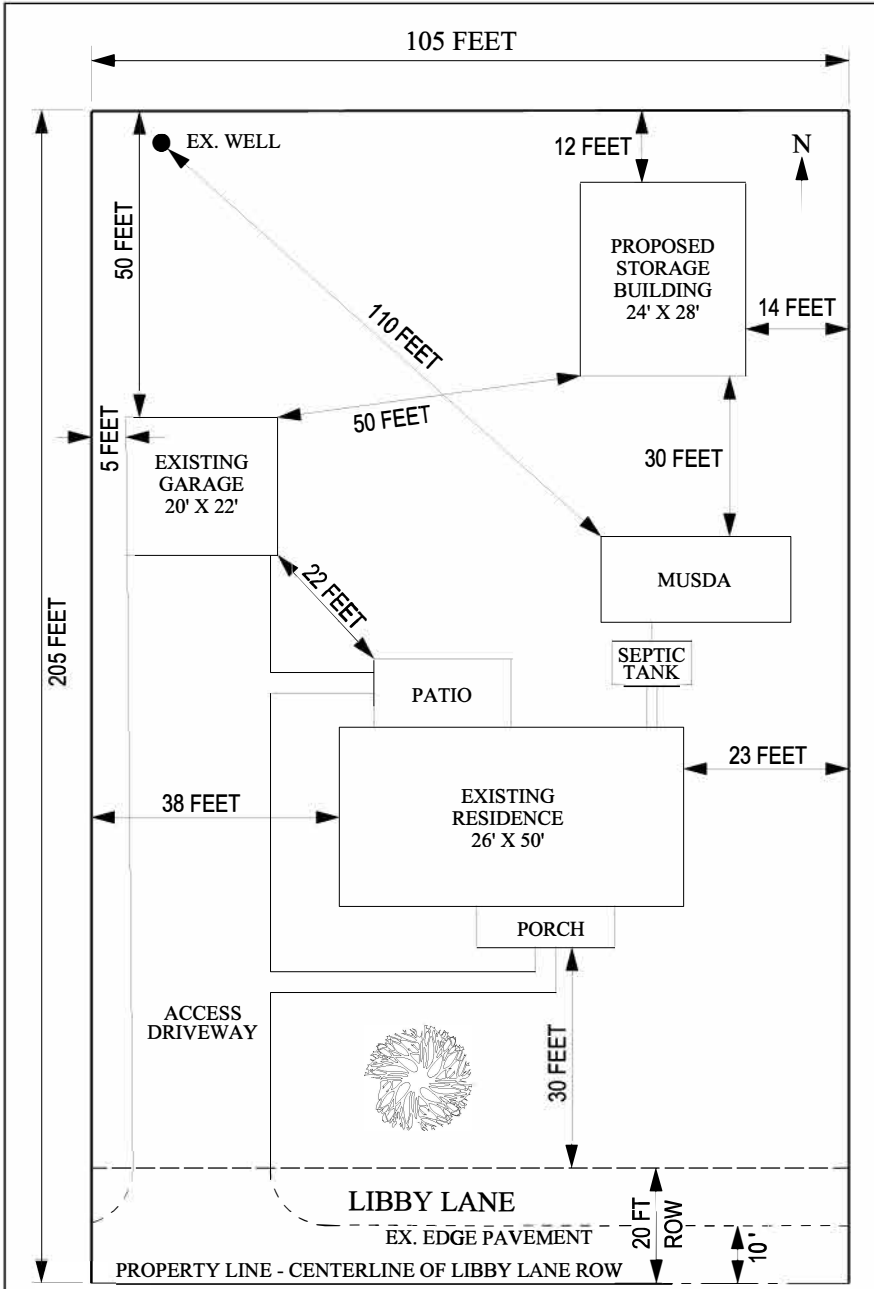 105 FEET
EX. WELL
12 FEET
N
50 FEET
PROPOSED
STORAGE
BUILDING
24' X 28'
14 FEET
110 FEET
50 FEET
5 FEET
EXISTING
GARAGE
20' X 22'
30 FEET
MUSDA
22 FEET
205 FEET
SEPTIC
TANK
PATIO
23 FEET
38 FEET
EXISTING
RESIDENCE
26' X 50'
PORCH
ACCESS
DRIVEWAY
30 FEET
LIBBY LANE
20 FT
ROW
EX. EDGE PAVEMENT
10'
PROPERTY LINE - CENTERLINE OF LIBBY LANE ROW